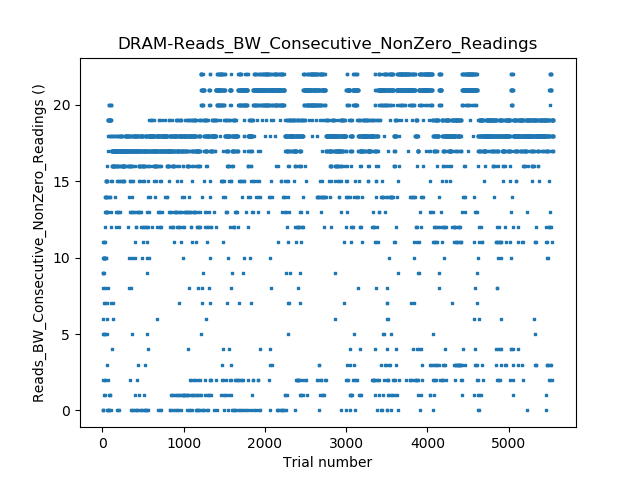 DRAM-Reads_BW_Consecutive_NonZero_Readings
Reads_BW_Consecutive_NonZero_Readings ()
20
15
10
5
0
0 1000 2000 3000 4000 5000
Trial number